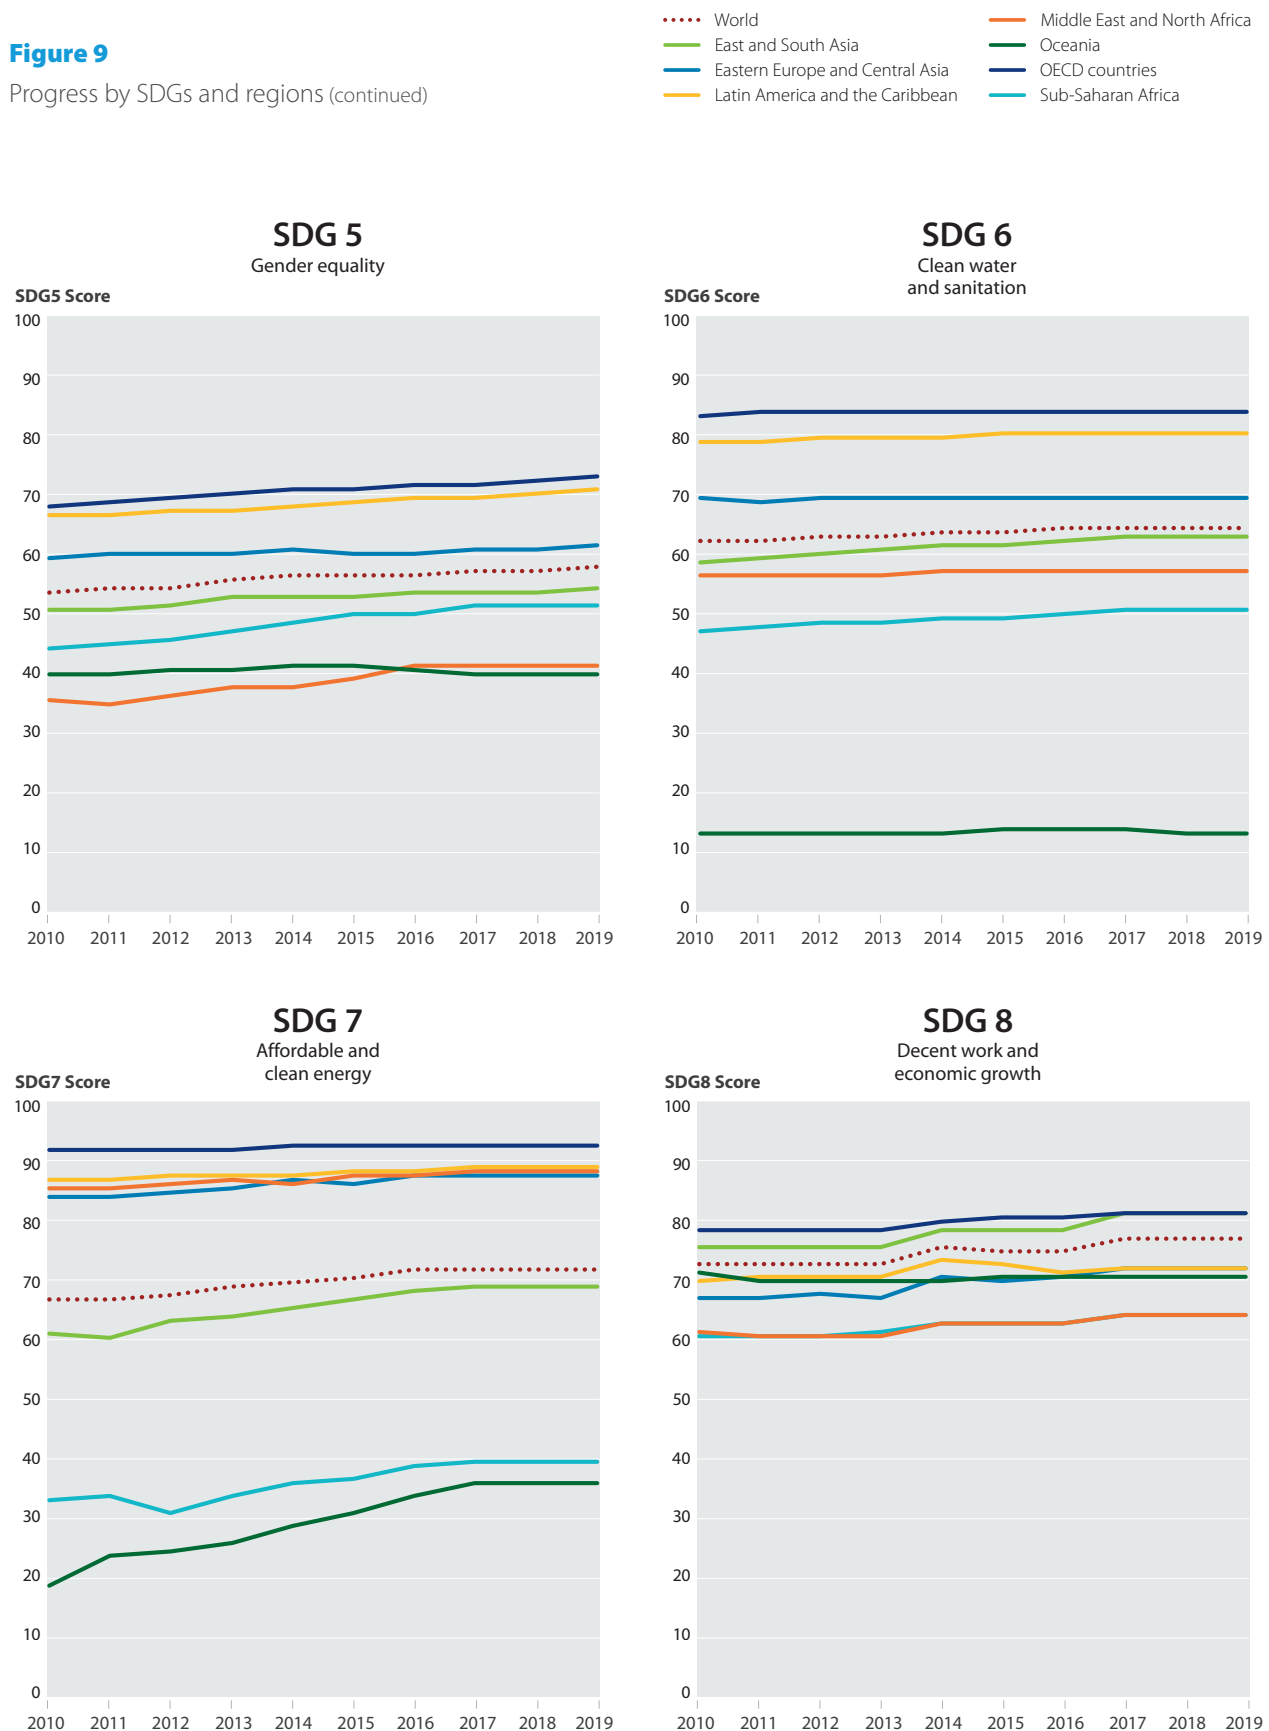 Figure 9
Progress by SDGs and regions (continued)
World
East and South Asia
Eastern Europe and Central Asia
Latin America and the Caribbean
Middle East and North Africa
Oceania
OECD countries
Sub-Saharan Africa
SDG 5
Gender equality
SDG5 Score
100
90
80
70
60
50
40
30
20
10
0
2010 2011 2012 2013 2014 2015 2016 2017 2018 2019
SDG 6
Clean water
and sanitation
SDG6 Score
100
90
80
70
60
50
40
30
20
10
0
2010 2011 2012 2013 2014 2015 2016 2017 2018 2019
SDG 7
Affordable and
clean energy
SDG7 Score
100
90
80
70
60
50
40
30
20
10
0
2010 2011 2012 2013 2014 2015 2016 2017 2018 2019
SDG 8
Decent work and
economic growth
SDG8 Score
100
90
80
70
60
50
40
30
20
10
0
2010 2011 2012 2013 2014 2015 2016 2017 2018 2019